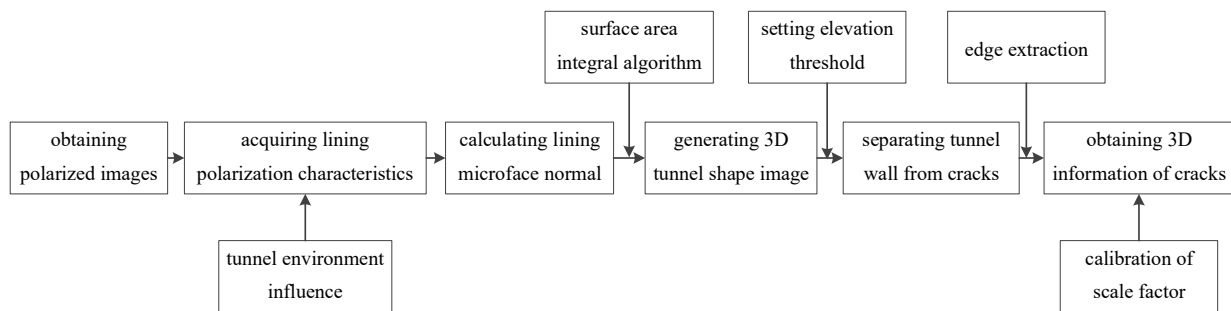 surface area
integral algorithm
setting elevation
threshold
edge extraction
obtaining
polarized images
acquiring lining
polarization characteristics
calculating lining
microface normal
generating 3D
tunnel shape image
separating tunnel
wall from cracks
obtaining 3D
information of cracks
tunnel environment
influence
calibration of
scale factor